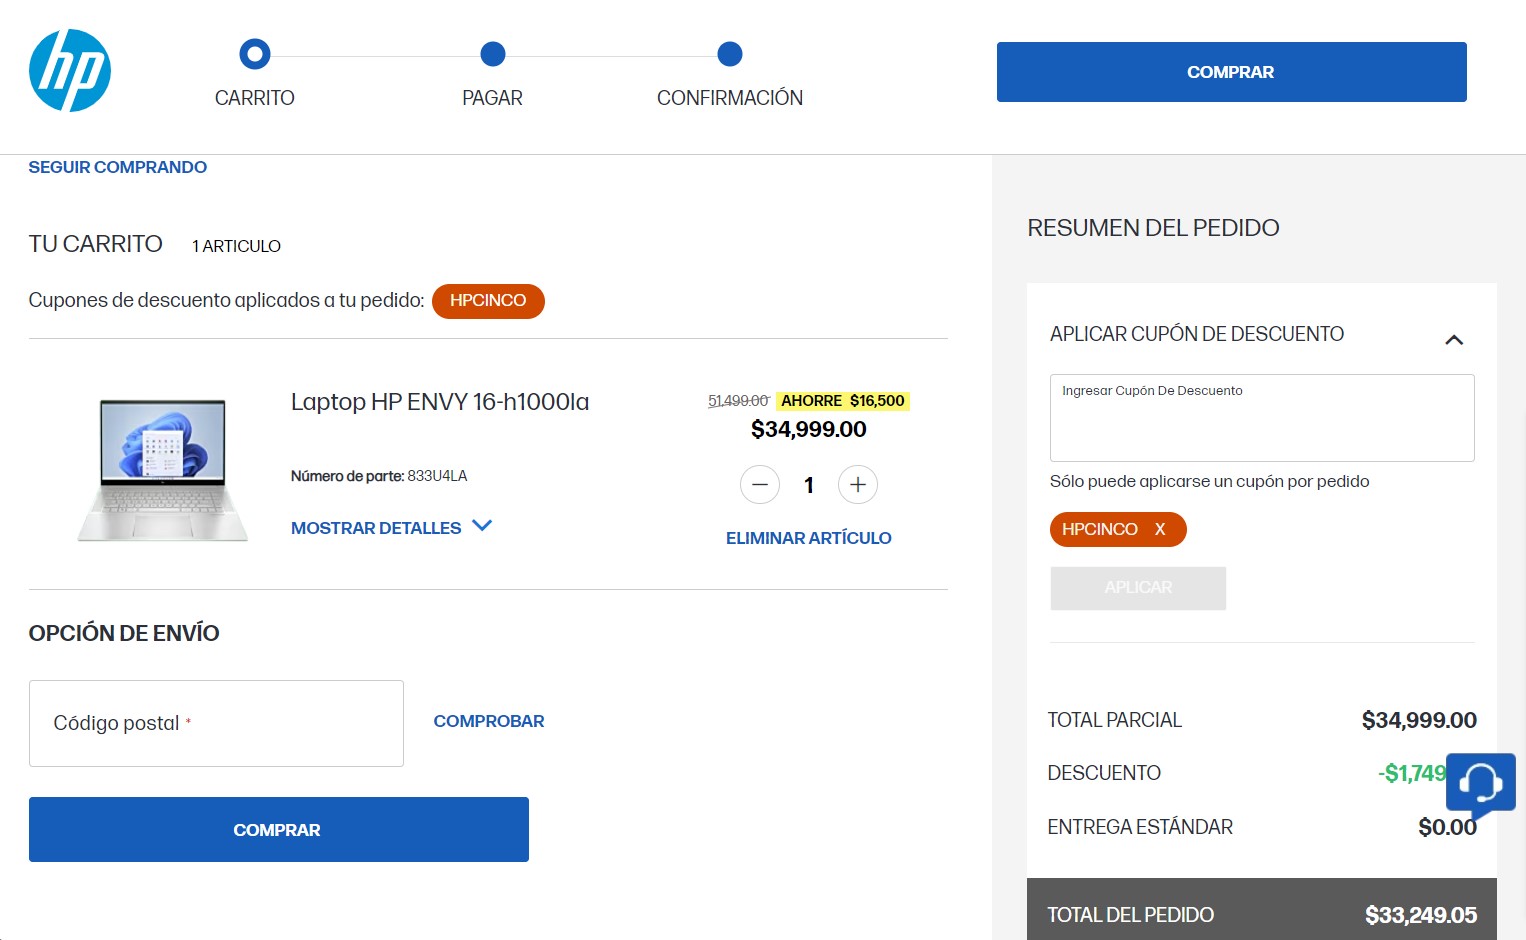 hp
CARRITO
PAGAR
CONFIRMACIÓN
COMPRAR
SEGUIR COMPRANDO
TU CARRITO 1 ARTICULO
Cupones de descuento aplicados a tu pedido: HPCINCO
Laptop HP ENVY 16-h1000la
Número de parte: 833U4LA
MOSTRAR DETALLES
51,499.00 AHORRE $16,500
$34,999.00
1
ELIMINAR ARTÍCULO
OPCIÓN DE ENVÍO
Código postal *
COMPROBAR
COMPRAR
RESUMEN DEL PEDIDO
APLICAR CUPÓN DE DESCUENTO
Ingresar Cupón De Descuento
Sólo puede aplicarse un cupón por pedido
HPCINCO X
APLICAR
TOTAL PARCIAL $34,999.00
DESCUENTO -$1,749
ENTREGA ESTÁNDAR $0.00
TOTAL DEL PEDIDO $33,249.05